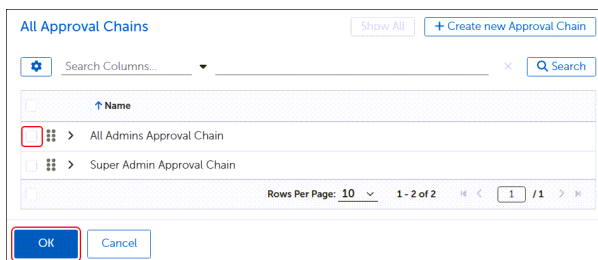 All Approval Chains Show All + Create new Approval Chain
Search Columns... Search
Name
All Admins Approval Chain
Super Admin Approval Chain
Rows Per Page: 10 1 - 2 of 2 1 / 1
OK Cancel